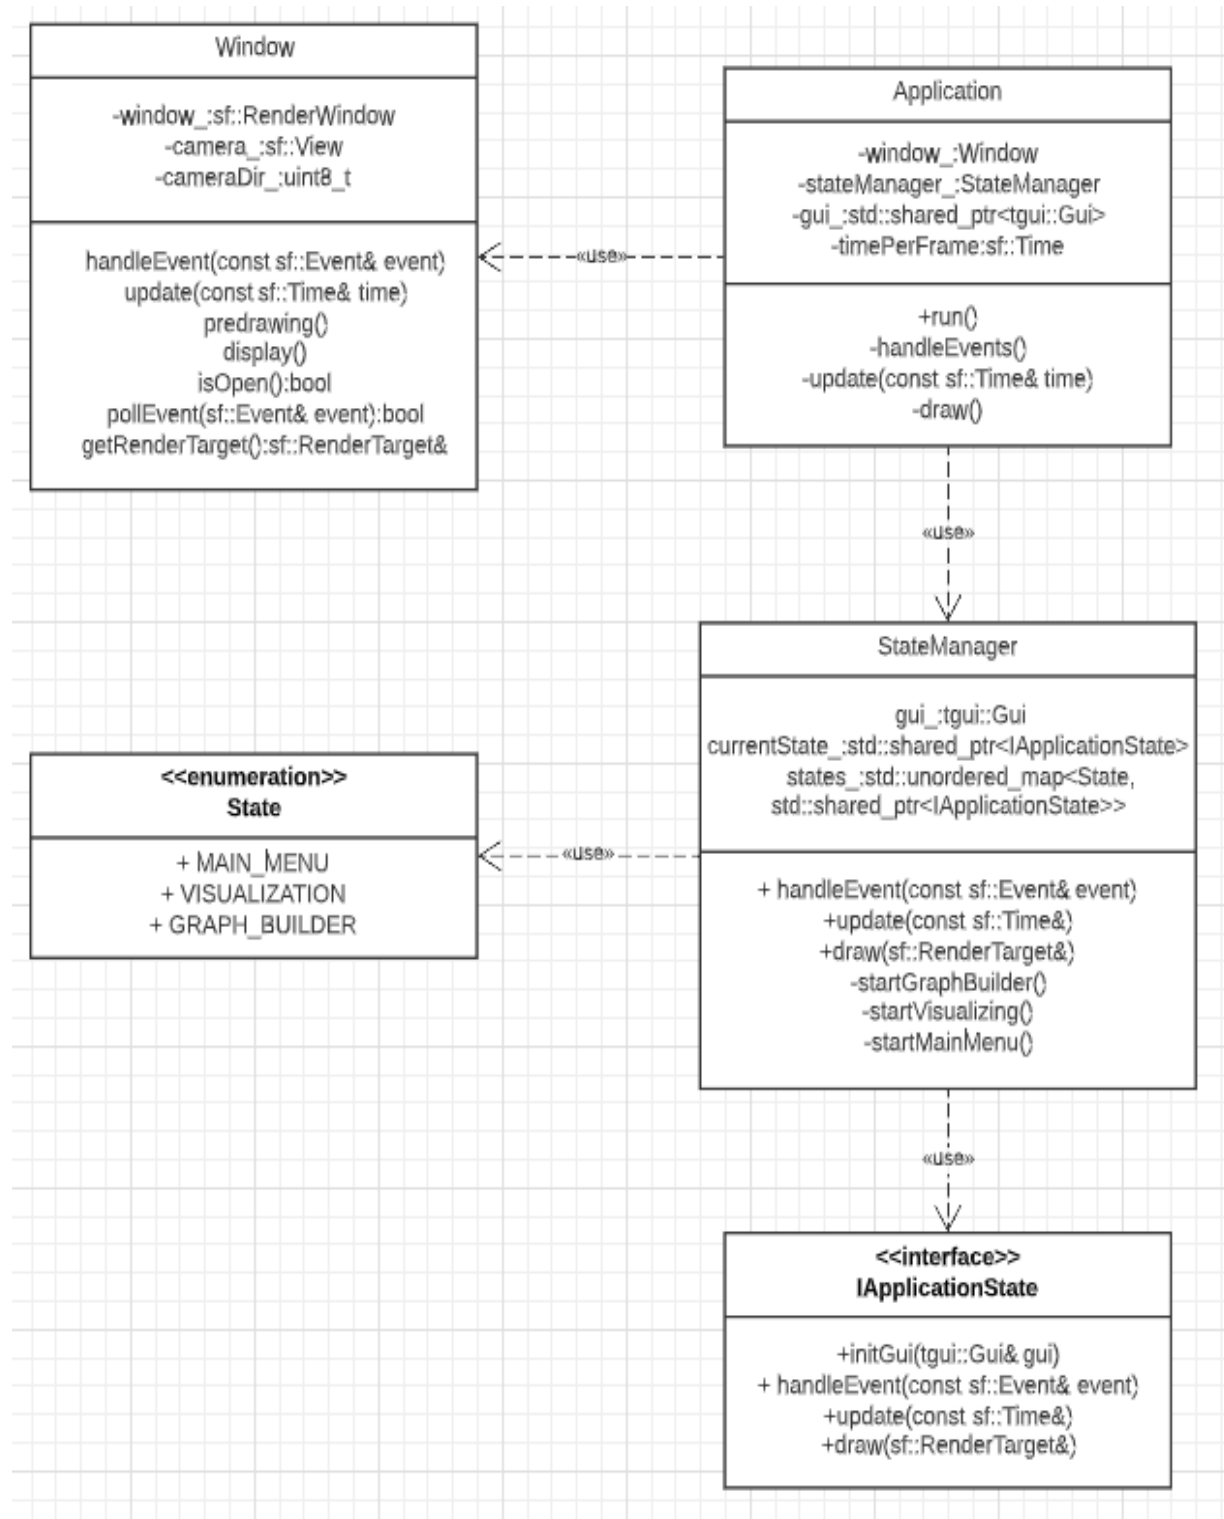 Window
-window_:sf::RenderWindow
-camera_:sf::View
-cameraDir_:uint8_t
handleEvent(const sf::Event& event)
update(const sf::Time& time)
predrawing()
display()
isOpen():bool
pollEvent(sf::Event& event):bool
getRenderTarget():sf::RenderTarget&
«use»
Application
-window_:Window
-stateManager_:StateManager
-gui_:std::shared_ptr<tgui::Gui>
-timePerFrame:sf::Time
+run()
-handleEvents()
-update(const sf::Time& time)
-draw()
«use»
StateManager
gui_:tgui::Gui
currentState_:std::shared_ptr<IApplicationState>
states_:std::unordered_map<State,
std::shared_ptr<IApplicationState>>
+ handleEvent(const sf::Event& event)
+update(const sf::Time&)
+draw(sf::RenderTarget&)
-startGraphBuilder()
-startVisualizing()
-startMainMenu()
«use»
<<enumeration>>
State
+ MAIN_MENU
+ VISUALIZATION
+ GRAPH_BUILDER
«use»
<<interface>>
IApplicationState
+initGui(tgui::Gui& gui)
+ handleEvent(const sf::Event& event)
+update(const sf::Time&)
+draw(sf::RenderTarget&)